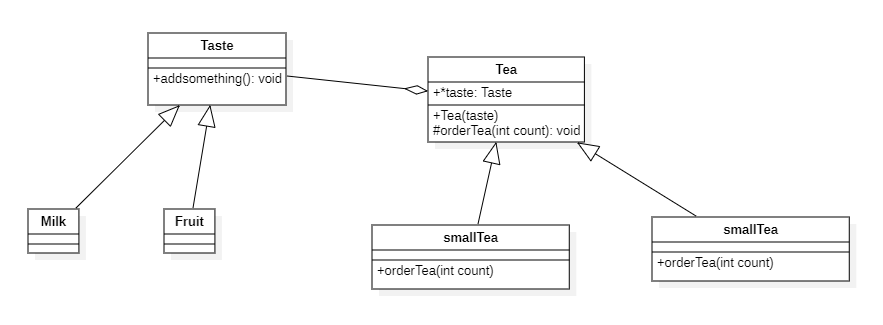 Taste
+addsomething(): void
Tea
+*taste: Taste
+Tea(taste)
#orderTea(int count): void
Milk
Fruit
smallTea
+orderTea(int count)
smallTea
+orderTea(int count)